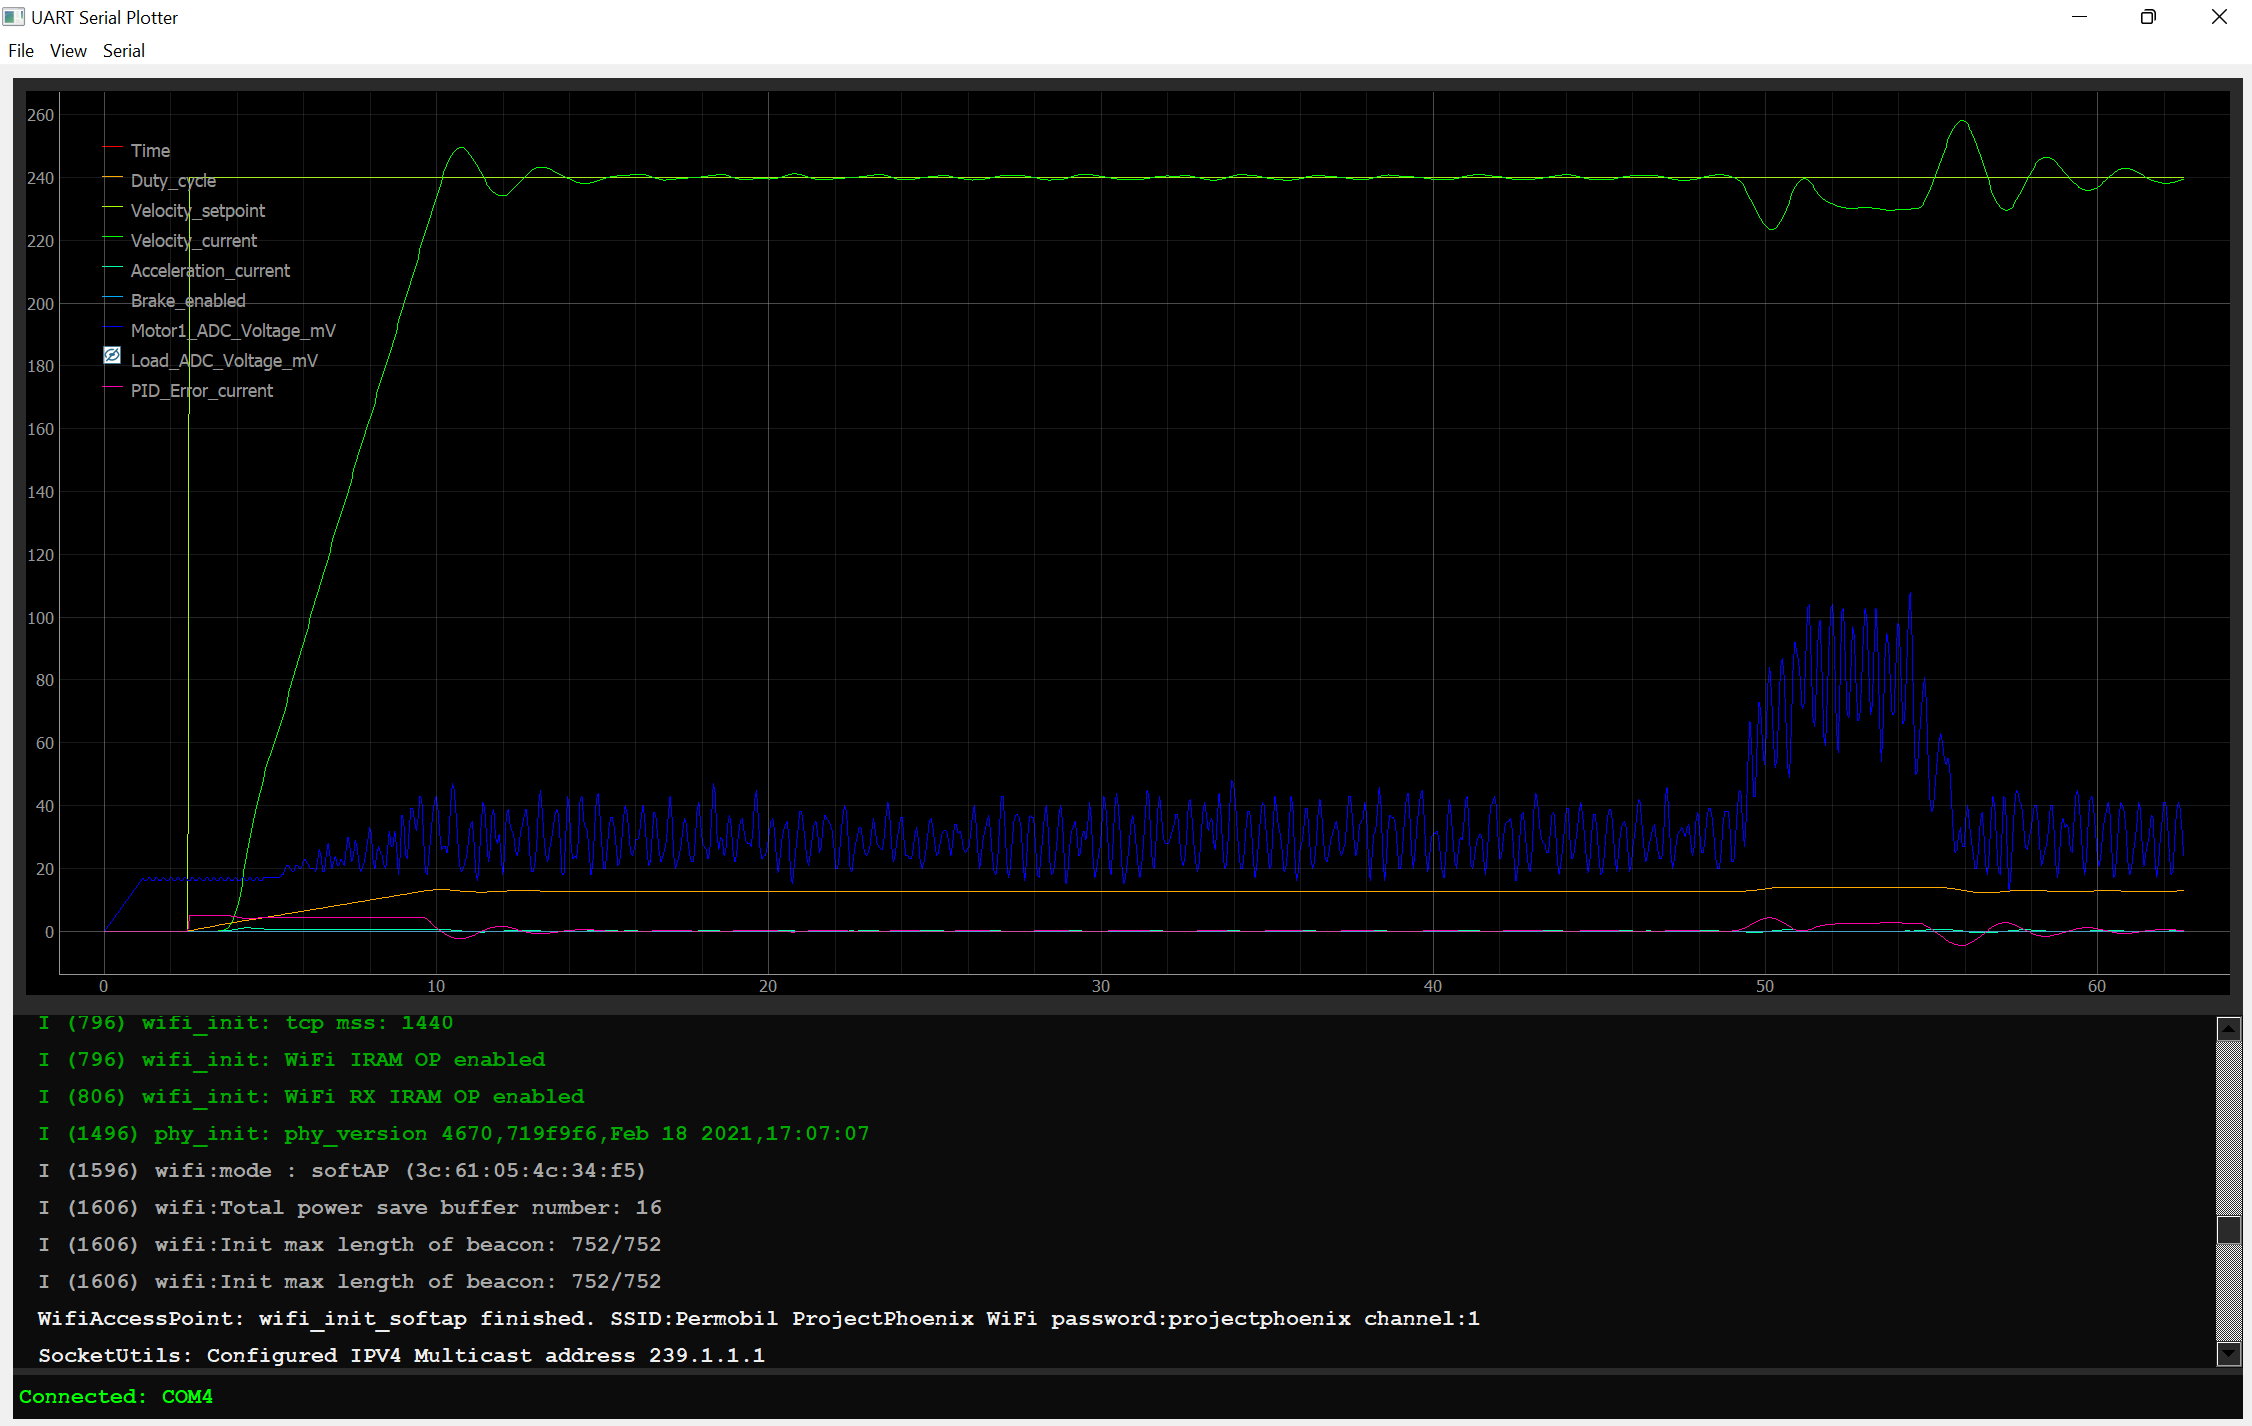 UART Serial Plotter
File View Serial
260
240
220
200
180
160
140
120
100
80
60
40
20
0
Time
Duty_cycle
Velocity_setpoint
Velocity_current
Acceleration_current
Brake_enabled
Motor1_ADC_Voltage_mV
Load_ADC_Voltage_mV
PID_Error_current
0 10 20 30 40 50 60
I (796) wifi_init: tcp mss: 1440
I (796) wifi_init: WiFi IRAM OP enabled
I (806) wifi_init: WiFi RX IRAM OP enabled
I (1496) phy_init: phy_version 4670,719f9f6,Feb 18 2021,17:07:07
I (1596) wifi:mode : softAP (3c:61:05:4c:34:f5)
I (1606) wifi:Total power save buffer number: 16
I (1606) wifi:Init max length of beacon: 752/752
I (1606) wifi:Init max length of beacon: 752/752
WifiAccessPoint: wifi_init_softap finished. SSID:Permobil ProjectPhoenix WiFi password:projectphoenix channel:1
SocketUtils: Configured IPV4 Multicast address 239.1.1.1
Connected: COM4